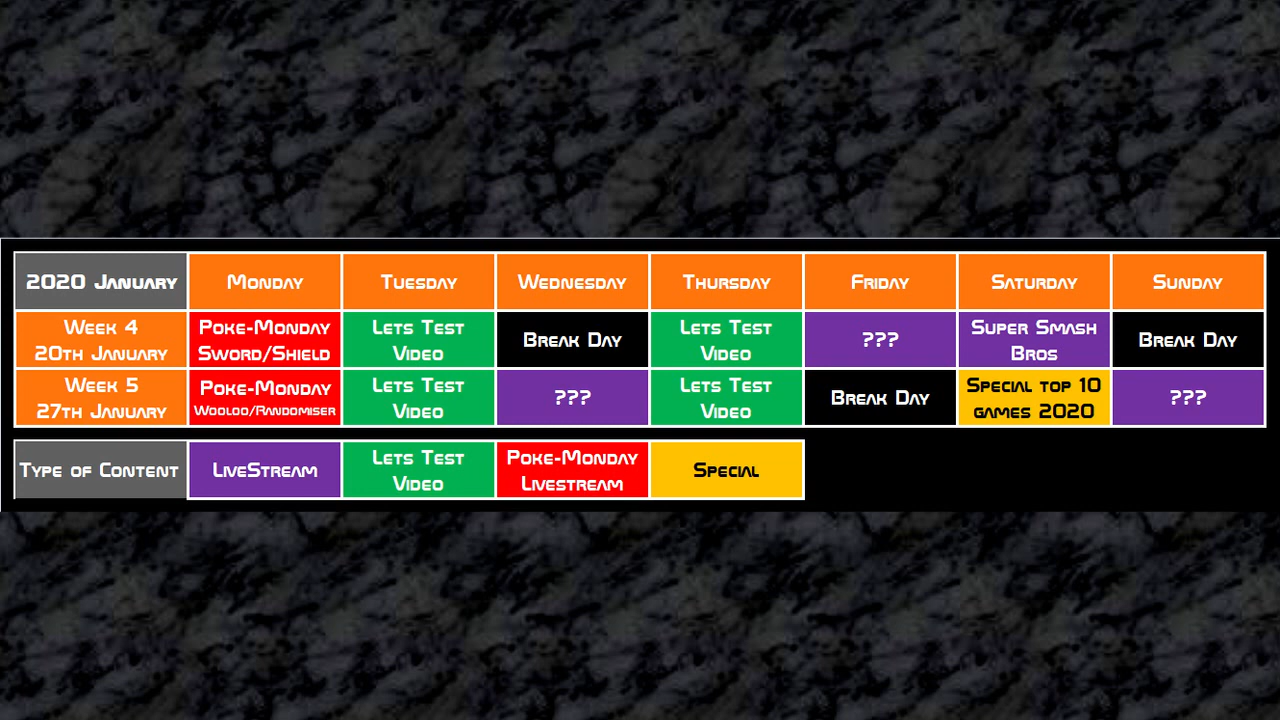 2020 January Monday Tuesday Wednesday Thursday Friday Saturday Sunday
Week 4
20th January
Poke-Monday
Sword/Shield
Lets Test
Video
Break Day
Lets Test
Video
???
Super Smash
Bros
Break Day
Week 5
27th January
Poke-Monday
Wooloo/Randomiser
Lets Test
Video
???
Lets Test
Video
Break Day
Special top 10
games 2020
???
Type of Content
LiveStream
Lets Test
Video
Poke-Monday
Livestream
Special